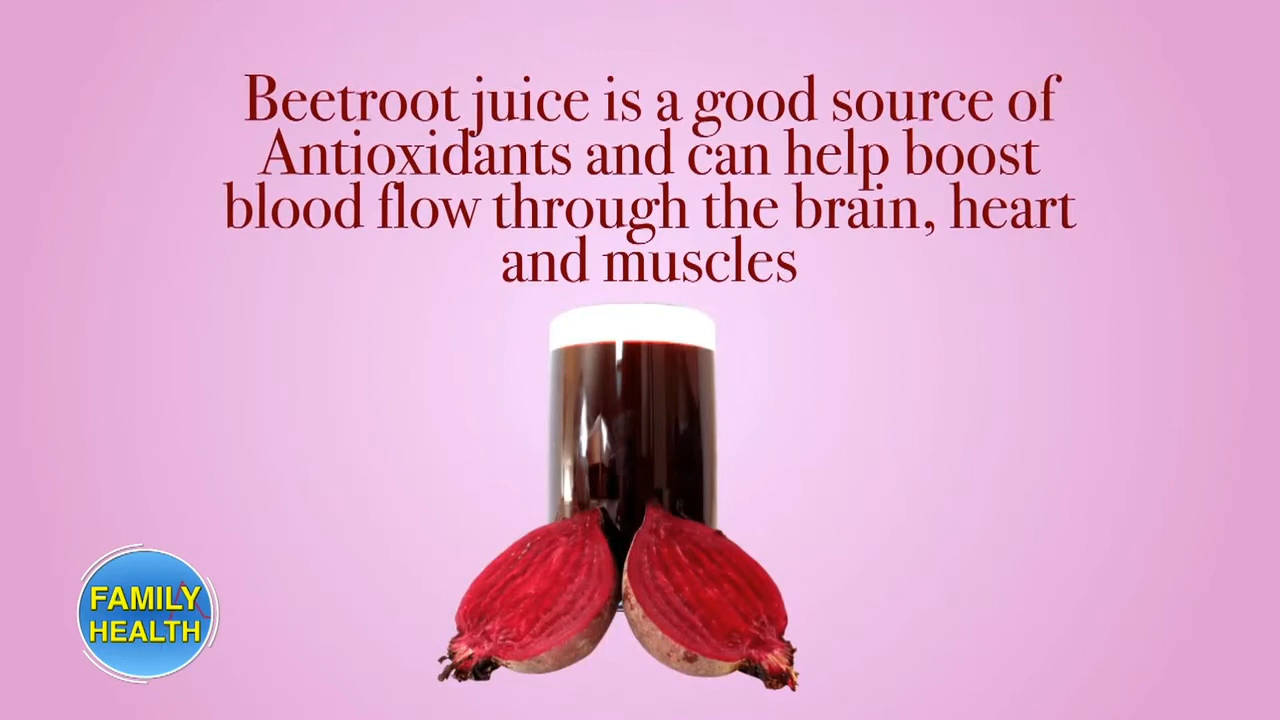 Beetroot juice is a good source of
Antioxidants and can help boost
blood flow through the brain, heart
and muscles
FAMILY
HEALTH